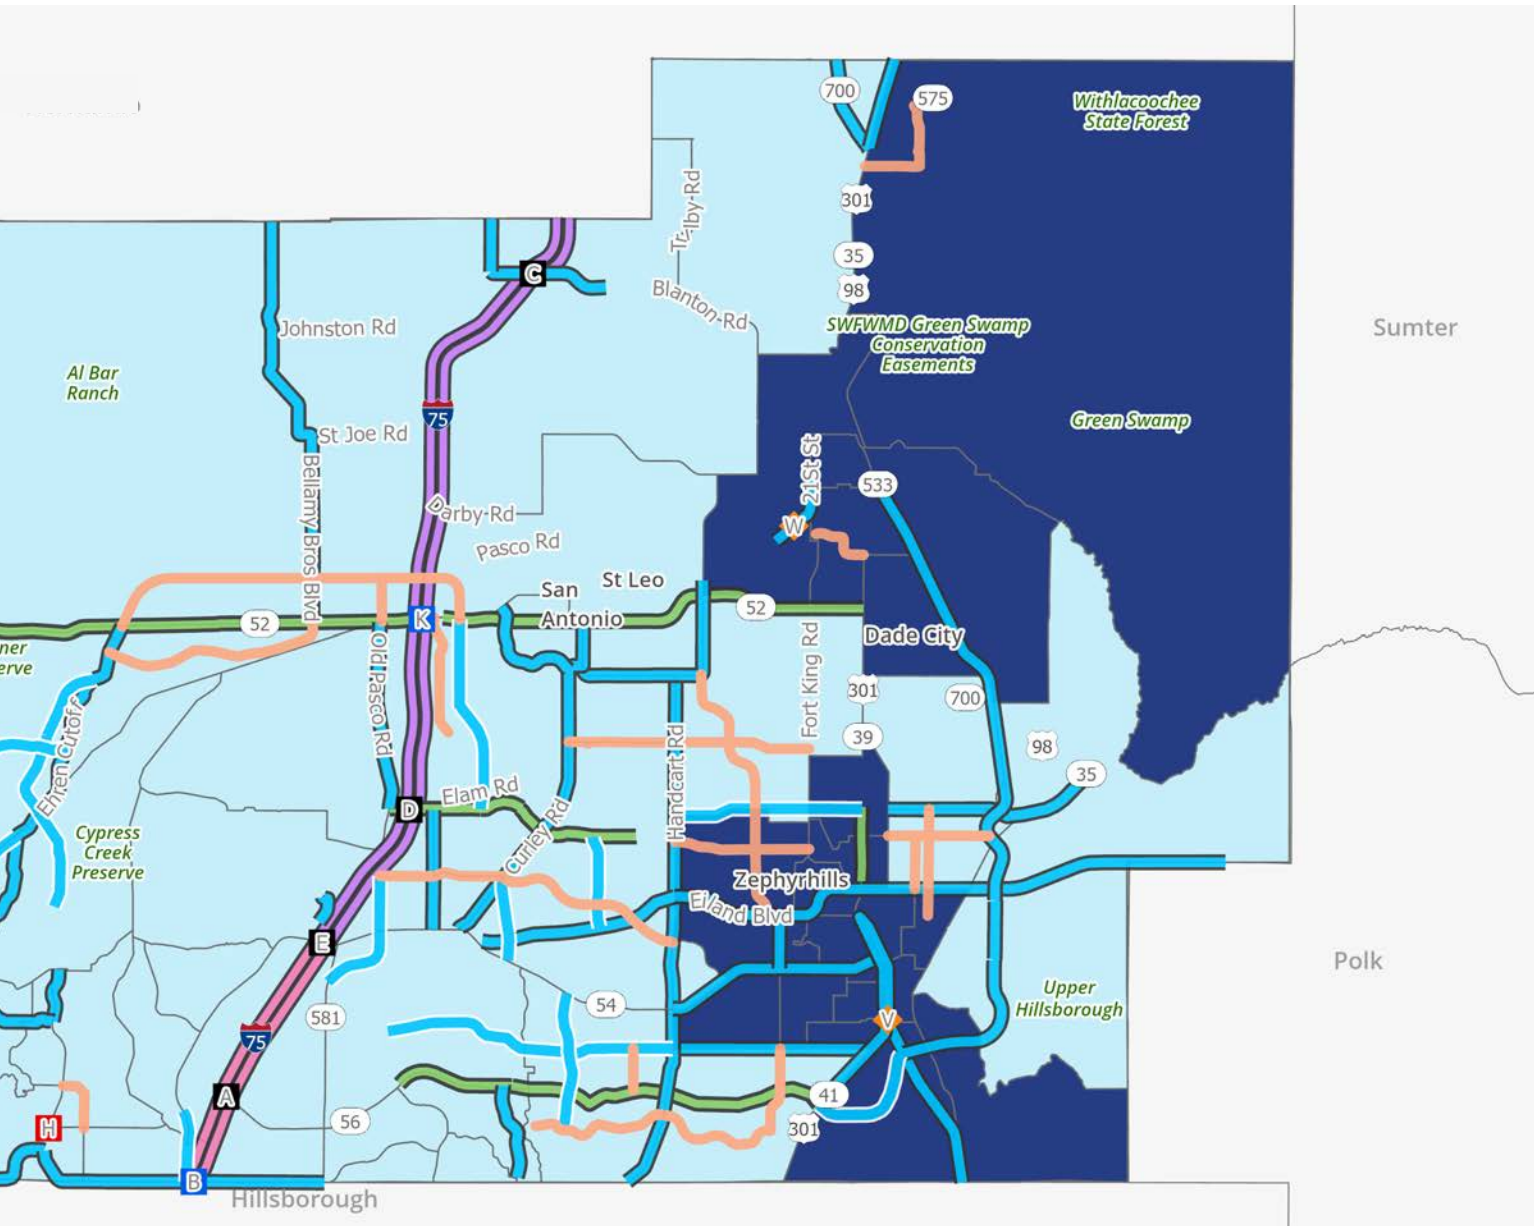 700
575
Withlacoochee
State Forest
301
Trilby Rd
35
98
Blanton Rd
C
Johnston Rd
SWFWMD Green Swamp
Conservation
Easements
Sumter
Al Bar
Ranch
75
Green Swamp
St Joe Rd
21St St
533
Bellamy Bros Blvd
Darby Rd
W
Pasco Rd
St Leo
San
Antonio
52
52
K
Dade City
ner
erve
Old Pasco Rd
Fort King Rd
301
700
39
98
35
Ehren Cutoff
Handcart Rd
Elam Rd
D
Curley Rd
Cypress
Creek
Preserve
Zephyrhills
Eiland Blvd
E
Polk
Upper
Hillsborough
54
581
V
75
A
41
56
301
H
B
Hillsborough